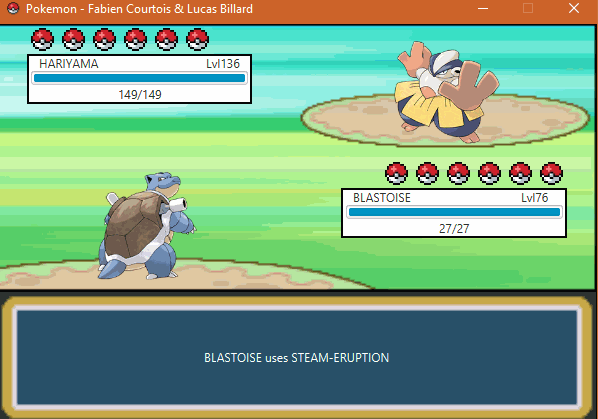 Pokemon - Fabien Courtois & Lucas Billard
HARIYAMA Lvl136
149/149
BLASTOISE Lvl76
27/27
BLASTOISE uses STEAM-ERUPTION